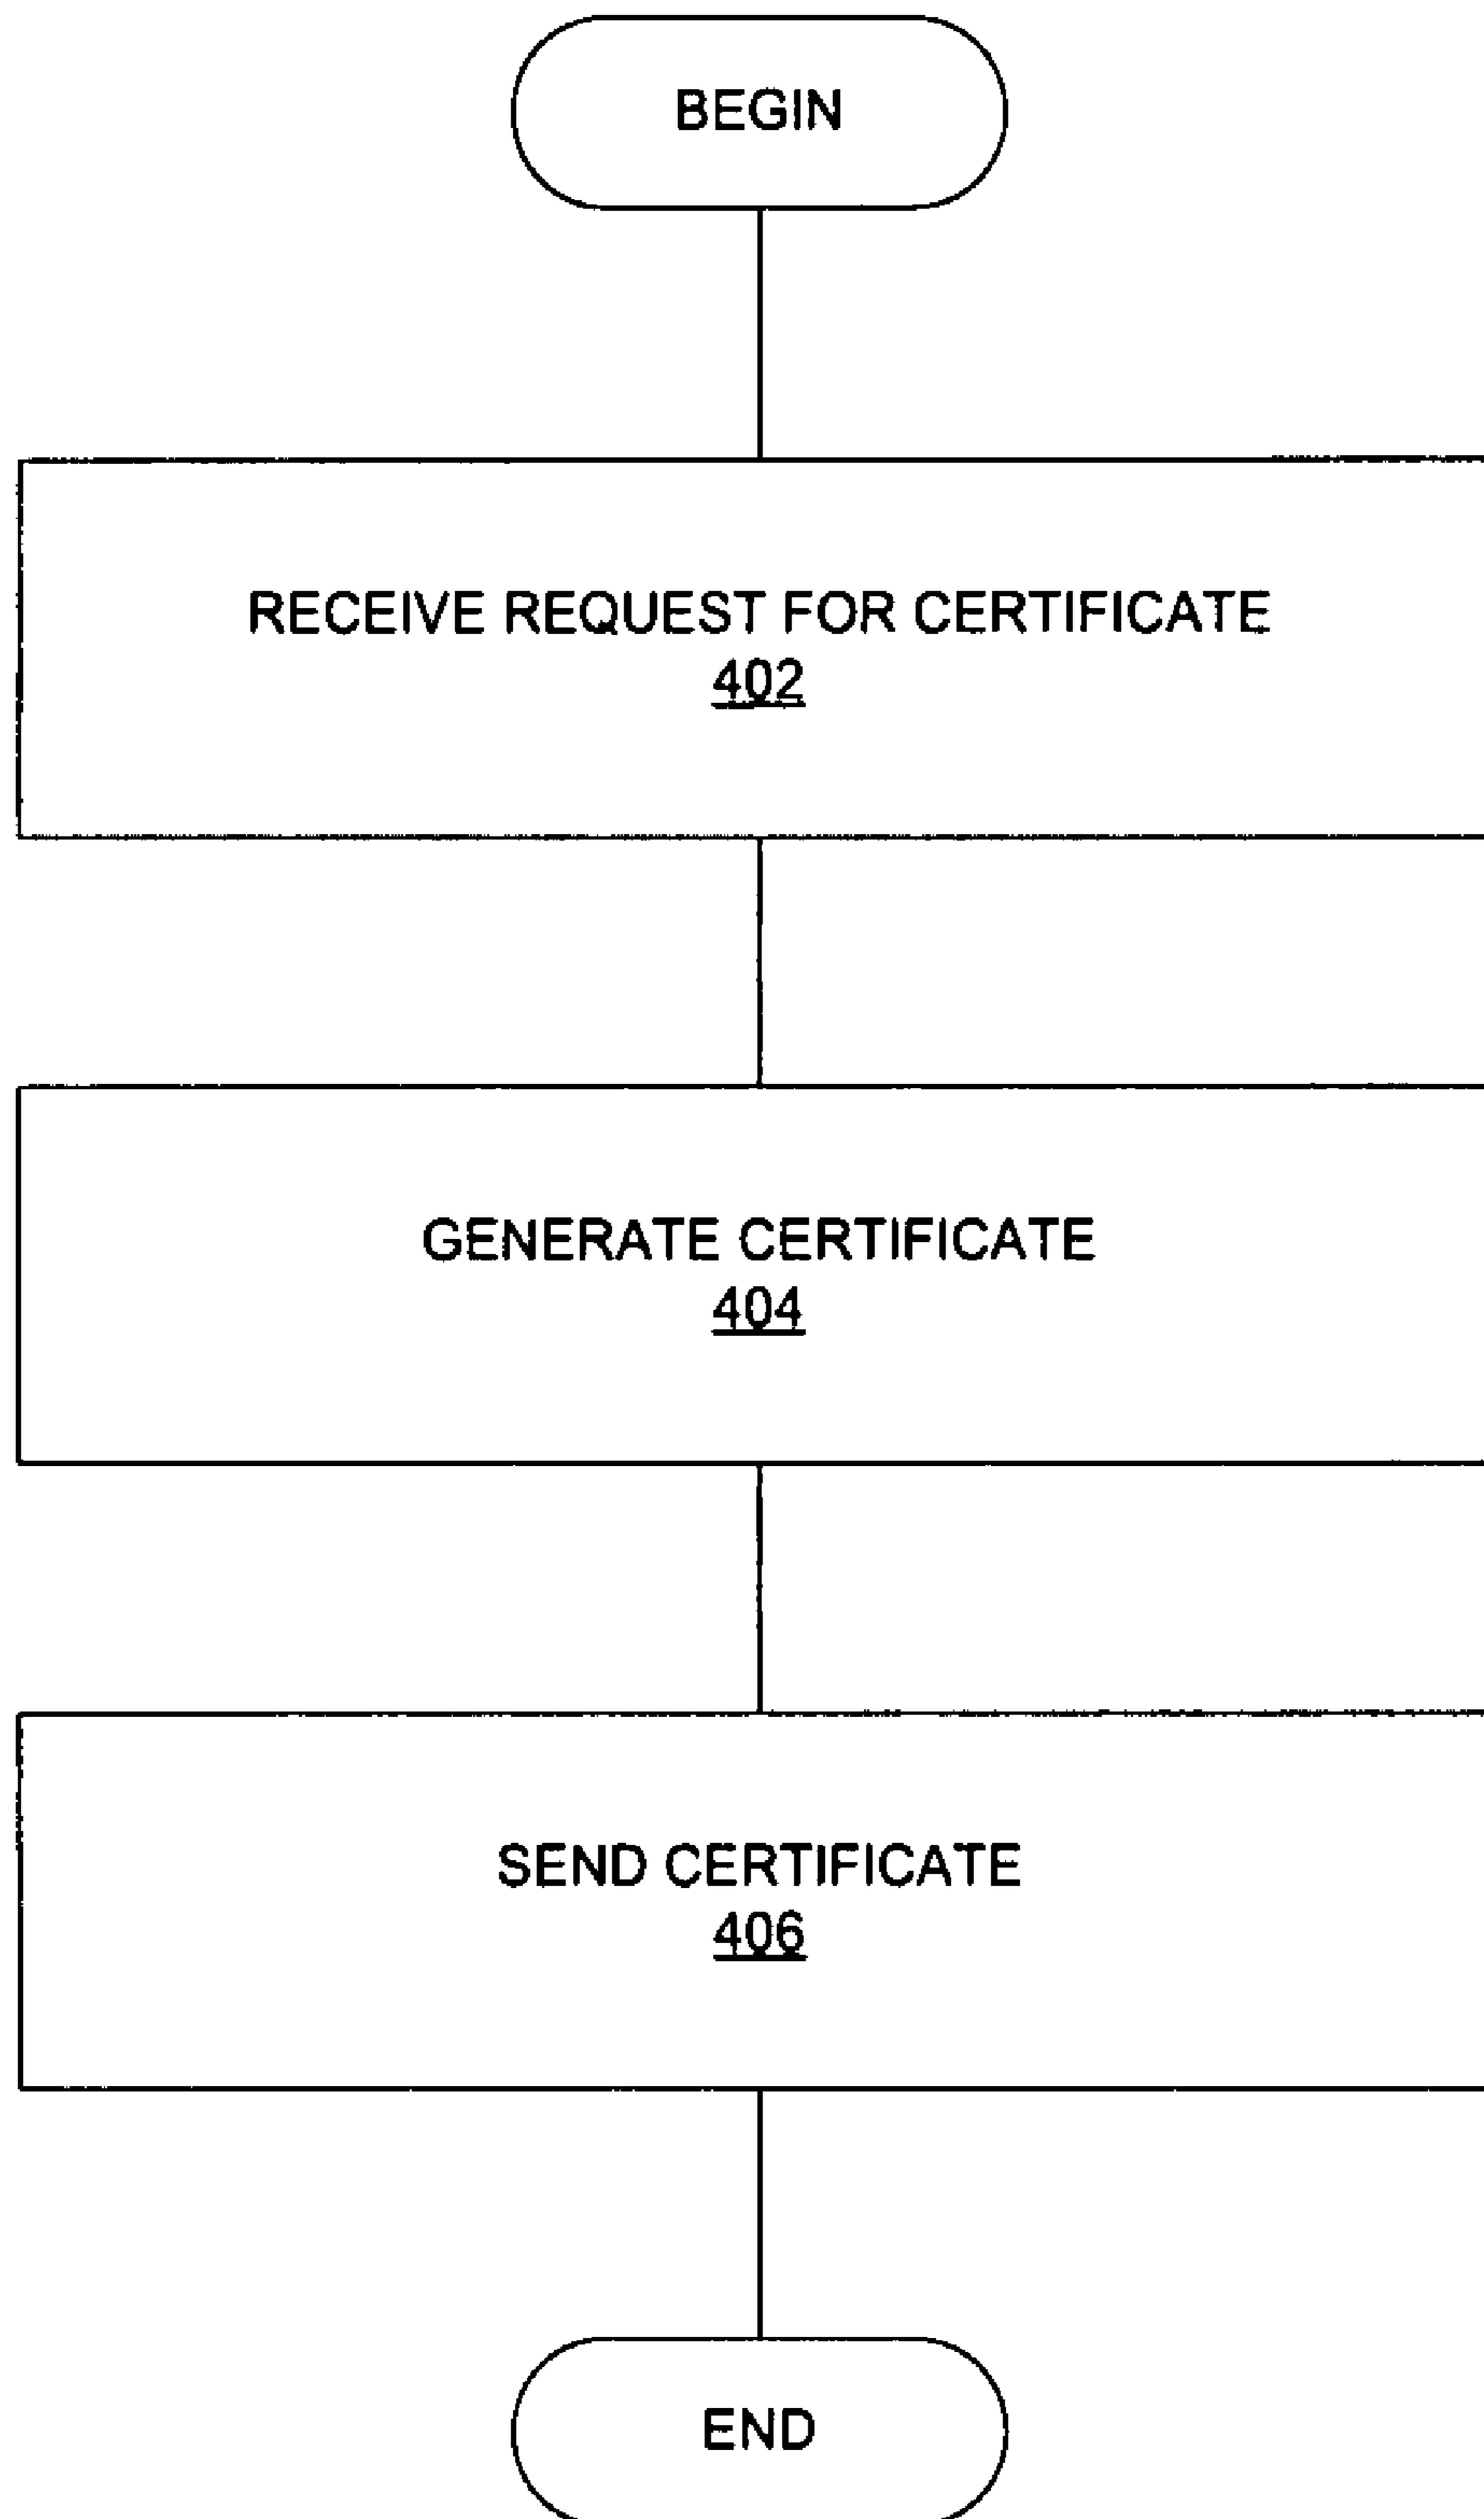 BEGIN
RECEIVE REQUEST FOR CERTIFICATE
402
GENERATE CERTIFICATE
404
SEND CERTIFICATE
406
END